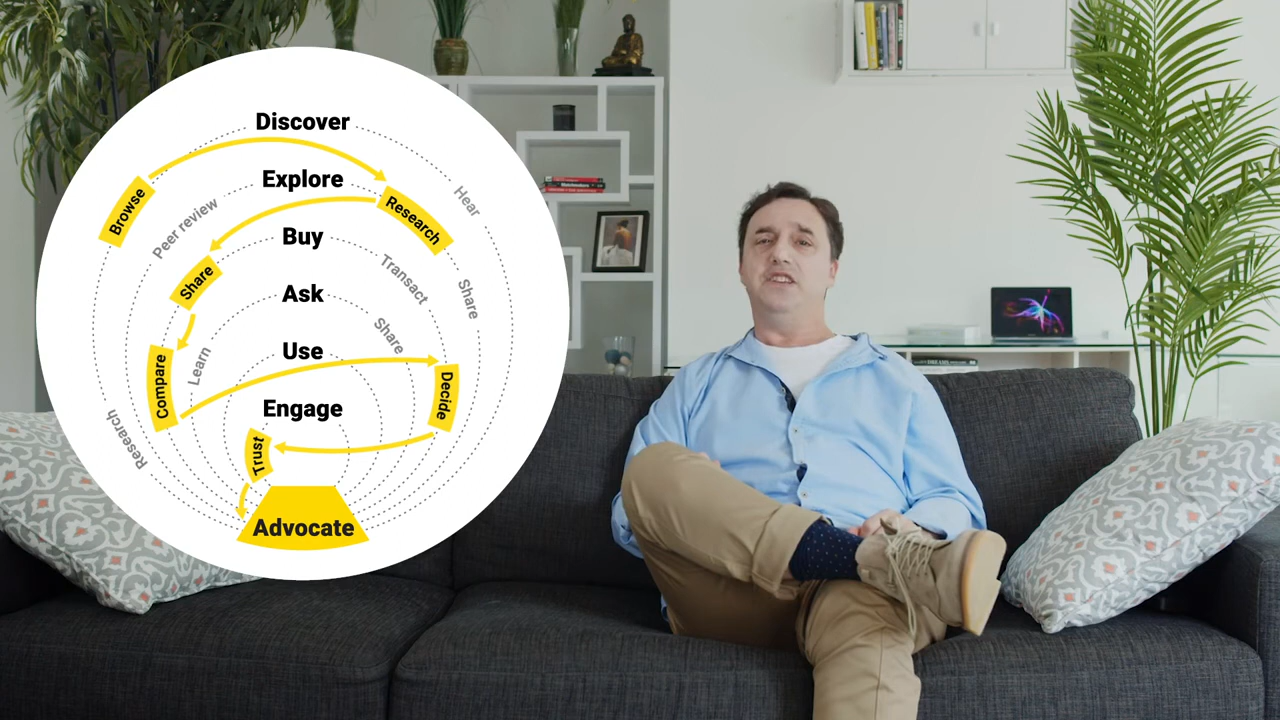 Discover
Browse
Explore
Research
Hear
Peer review
Buy
Share
Transact
Share
Ask
Share
Learn
Compare
Use
Decide
Engage
Research
Trust
Advocate